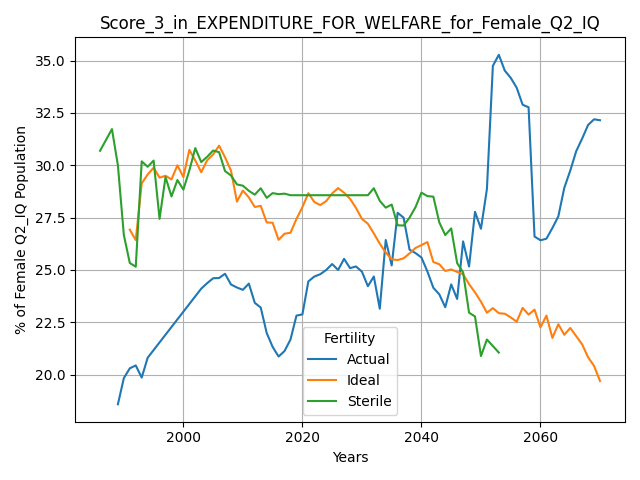 Score_3_in_EXPENDITURE_FOR_WELFARE_for_Female_Q2_IQ
35.0
32.5
30.0
27.5
25.0
22.5
20.0
% of Female Q2_IQ Population
Fertility
Actual
Ideal
Sterile
2000
2020
2040
2060
Years